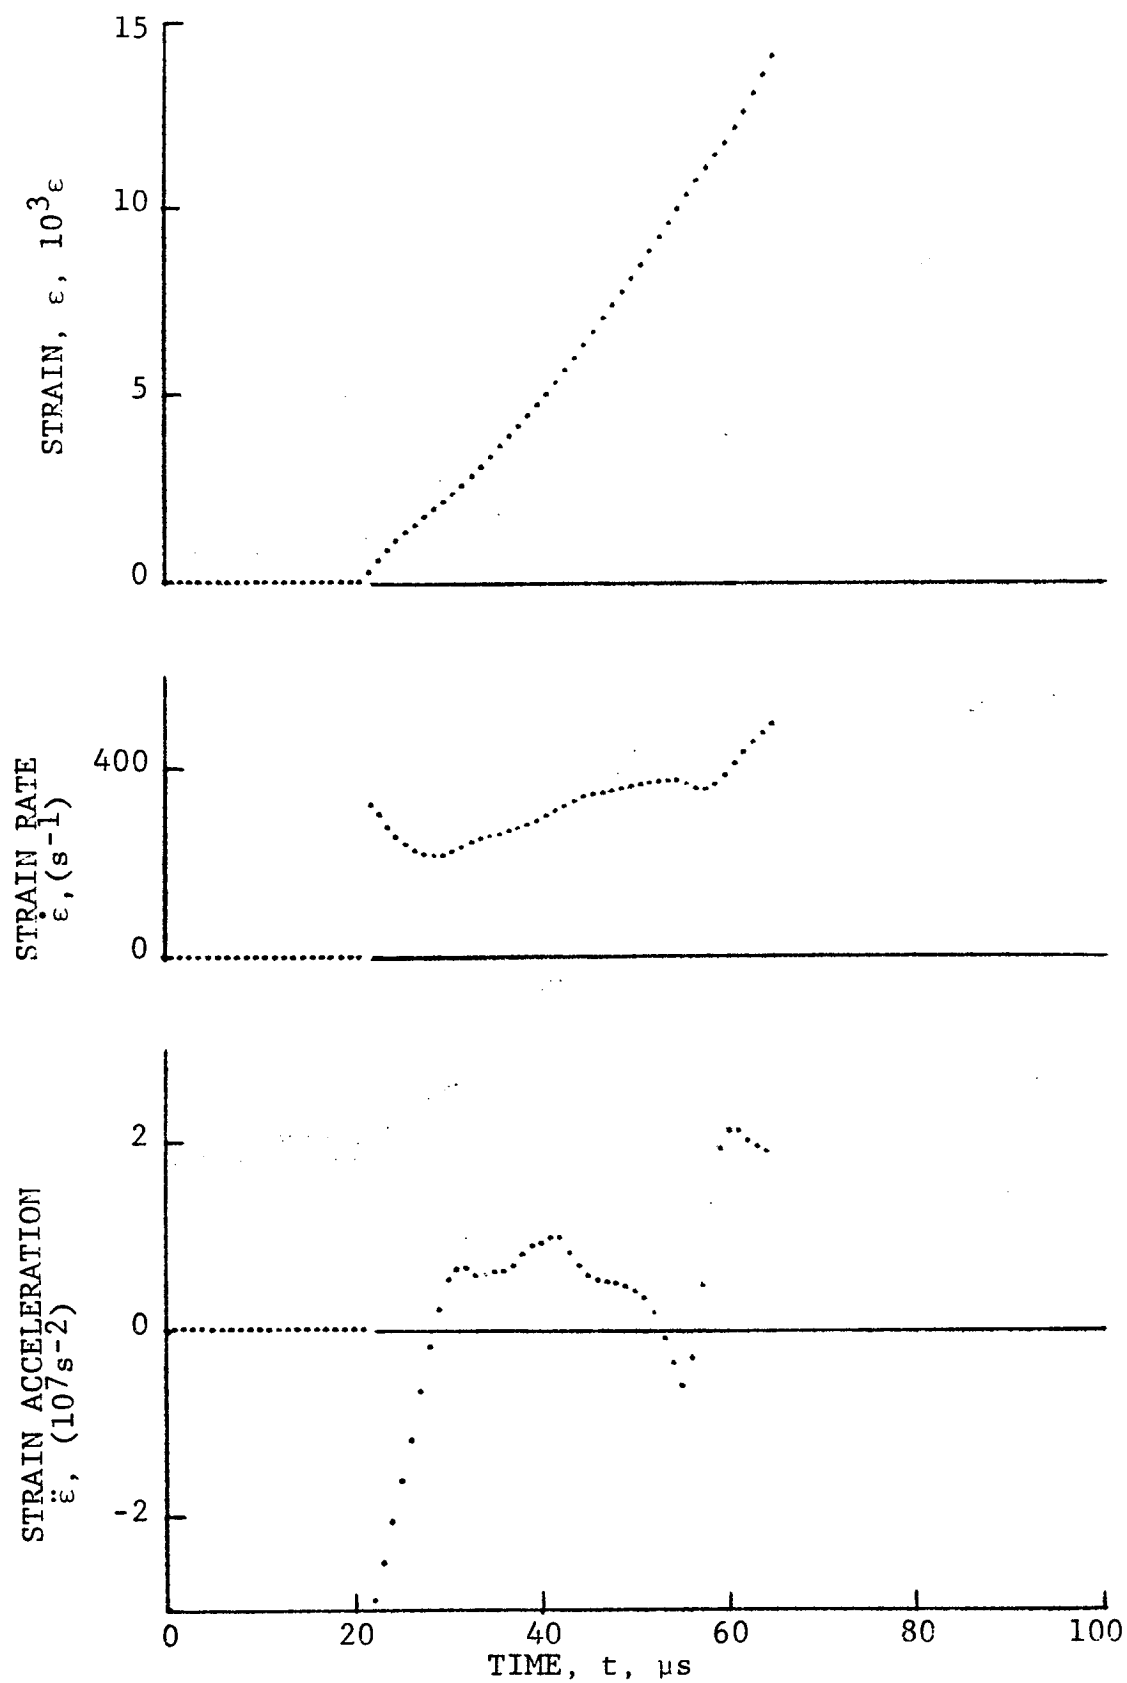 15
10
5
0
STRAIN, ε, 10³ε
400
0
STRAIN RATE
ε̇,(s-1)
2
0
-2
STRAIN ACCELERATION
ε̈, (10⁷s-2)
0 20 40 60 80 100
TIME, t, μs